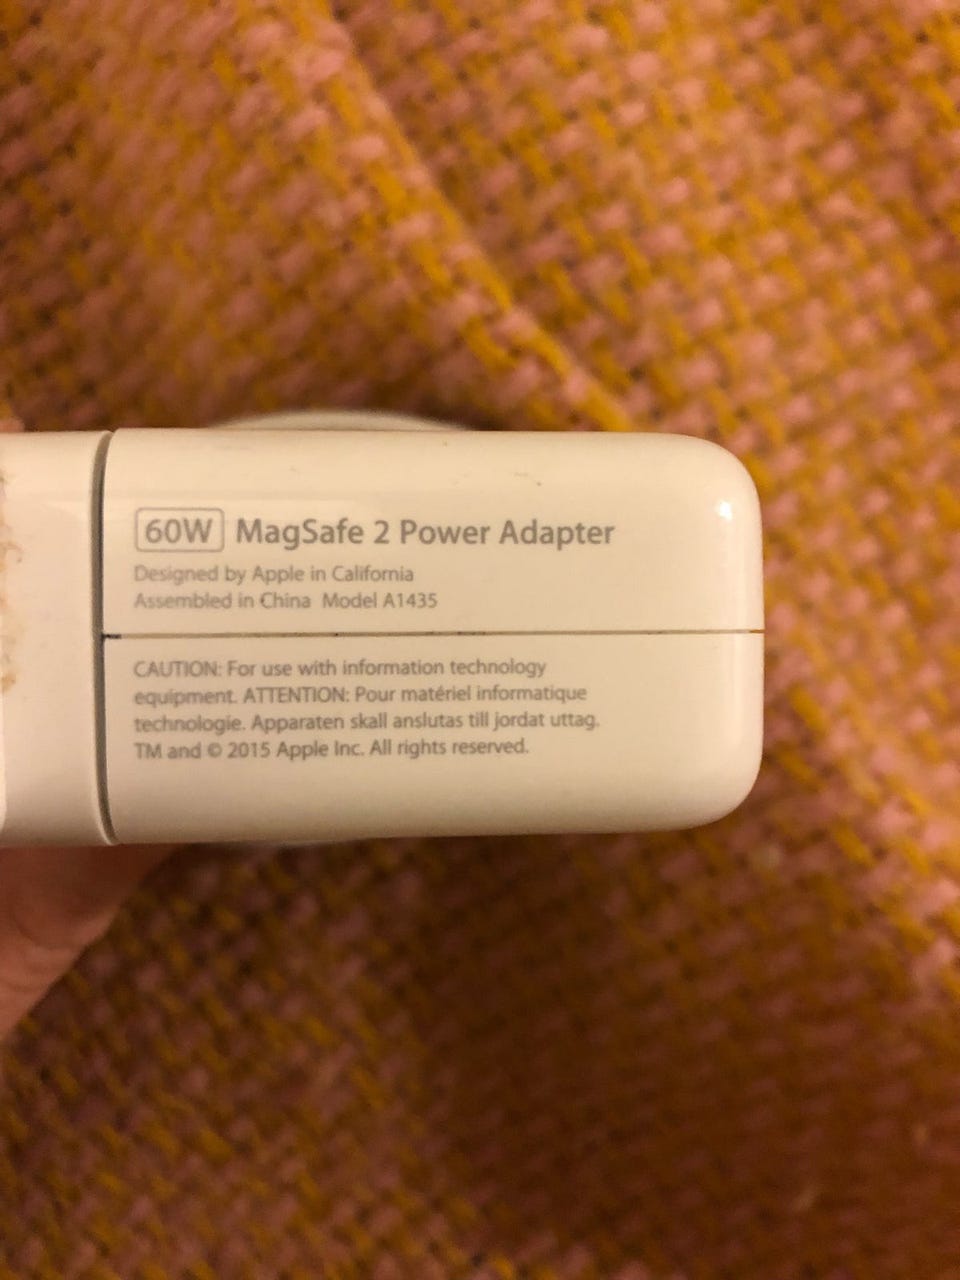 60W MagSafe 2 Power Adapter
Designed by Apple in California
Assembled in China Model A1435
CAUTION: For use with information technology
equipment. ATTENTION: Pour matériel informatique
technologie. Apparaten skall anslutas till jordat uttag.
TM and © 2015 Apple Inc. All rights reserved.